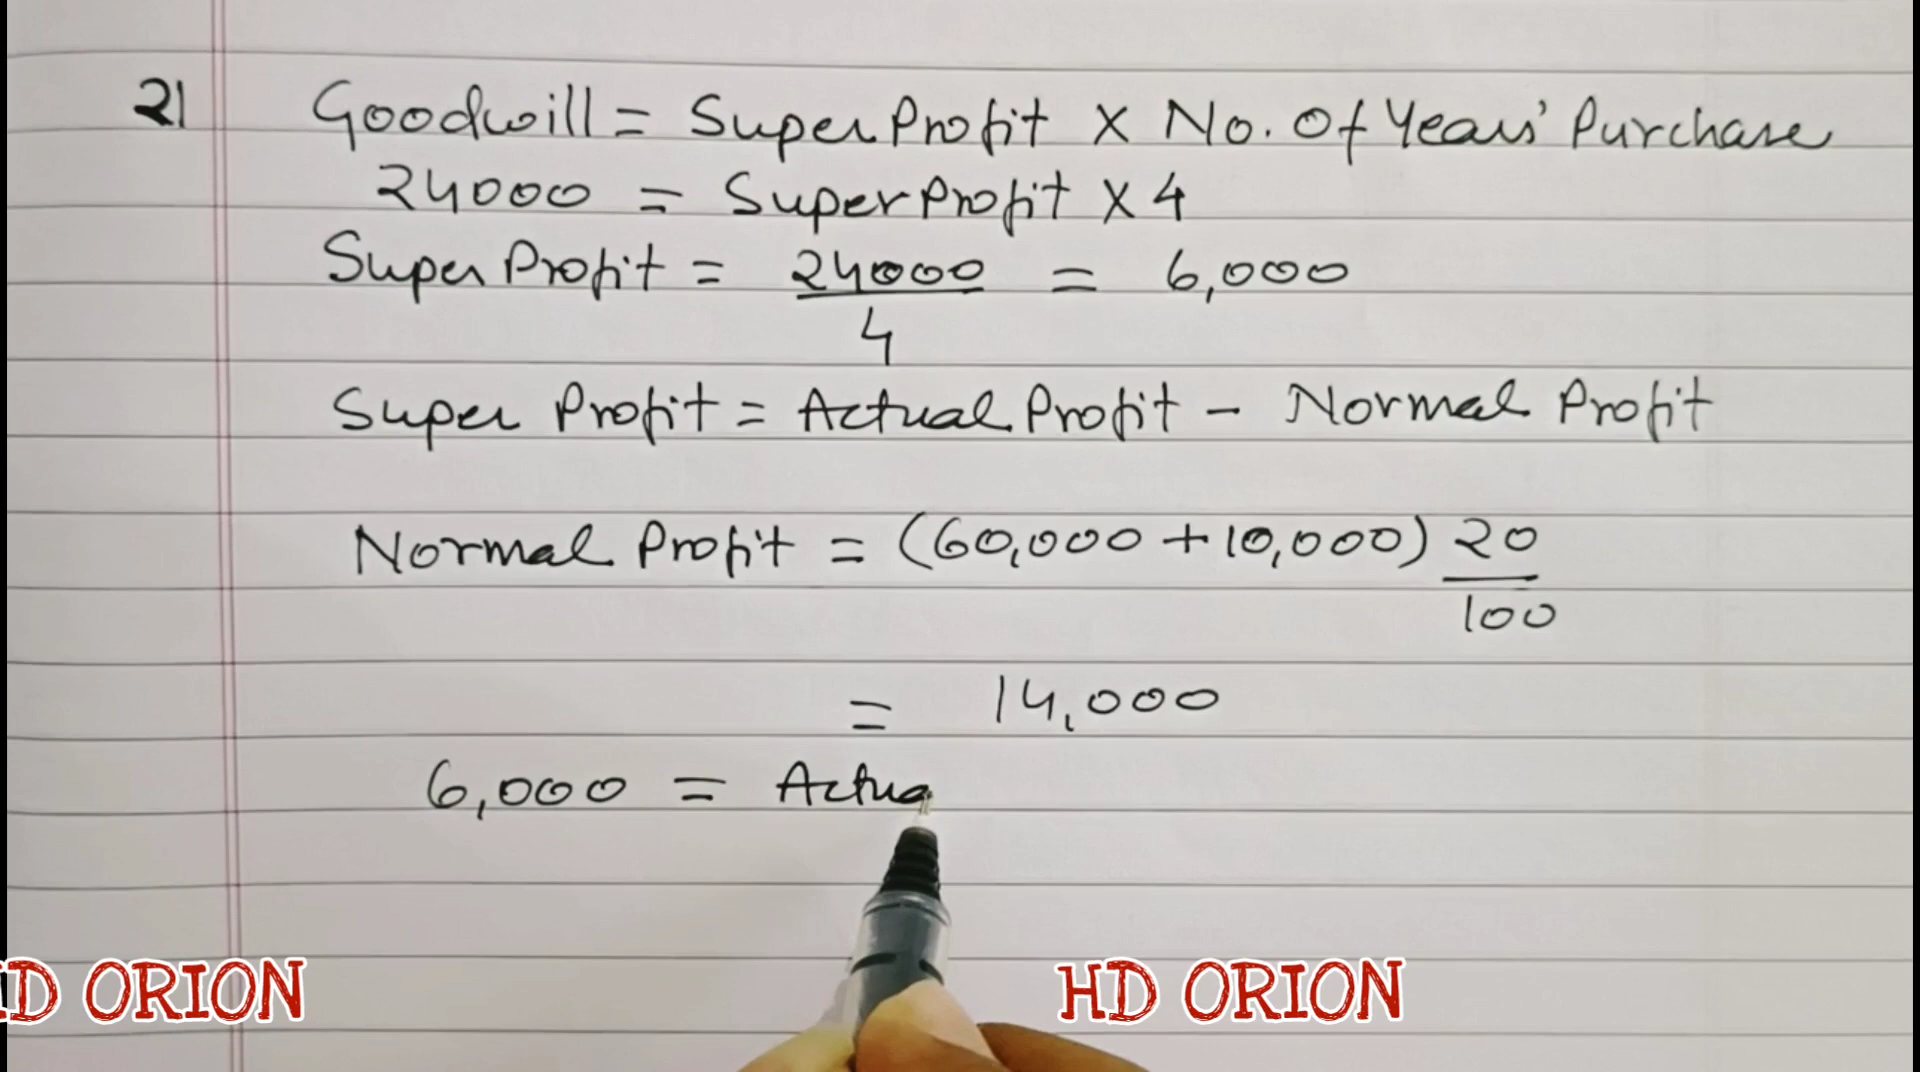 21 Goodwill = Super Profit X No. Of Years' Purchase
24000 = Super Profit X 4
Super Profit = 24000 = 6,000
4
Super Profit = Actual Profit - Normal Profit
Normal Profit = (60,000 + 10,000) 20
100
= 14,000
6,000 = Actua
HD ORION HD ORION